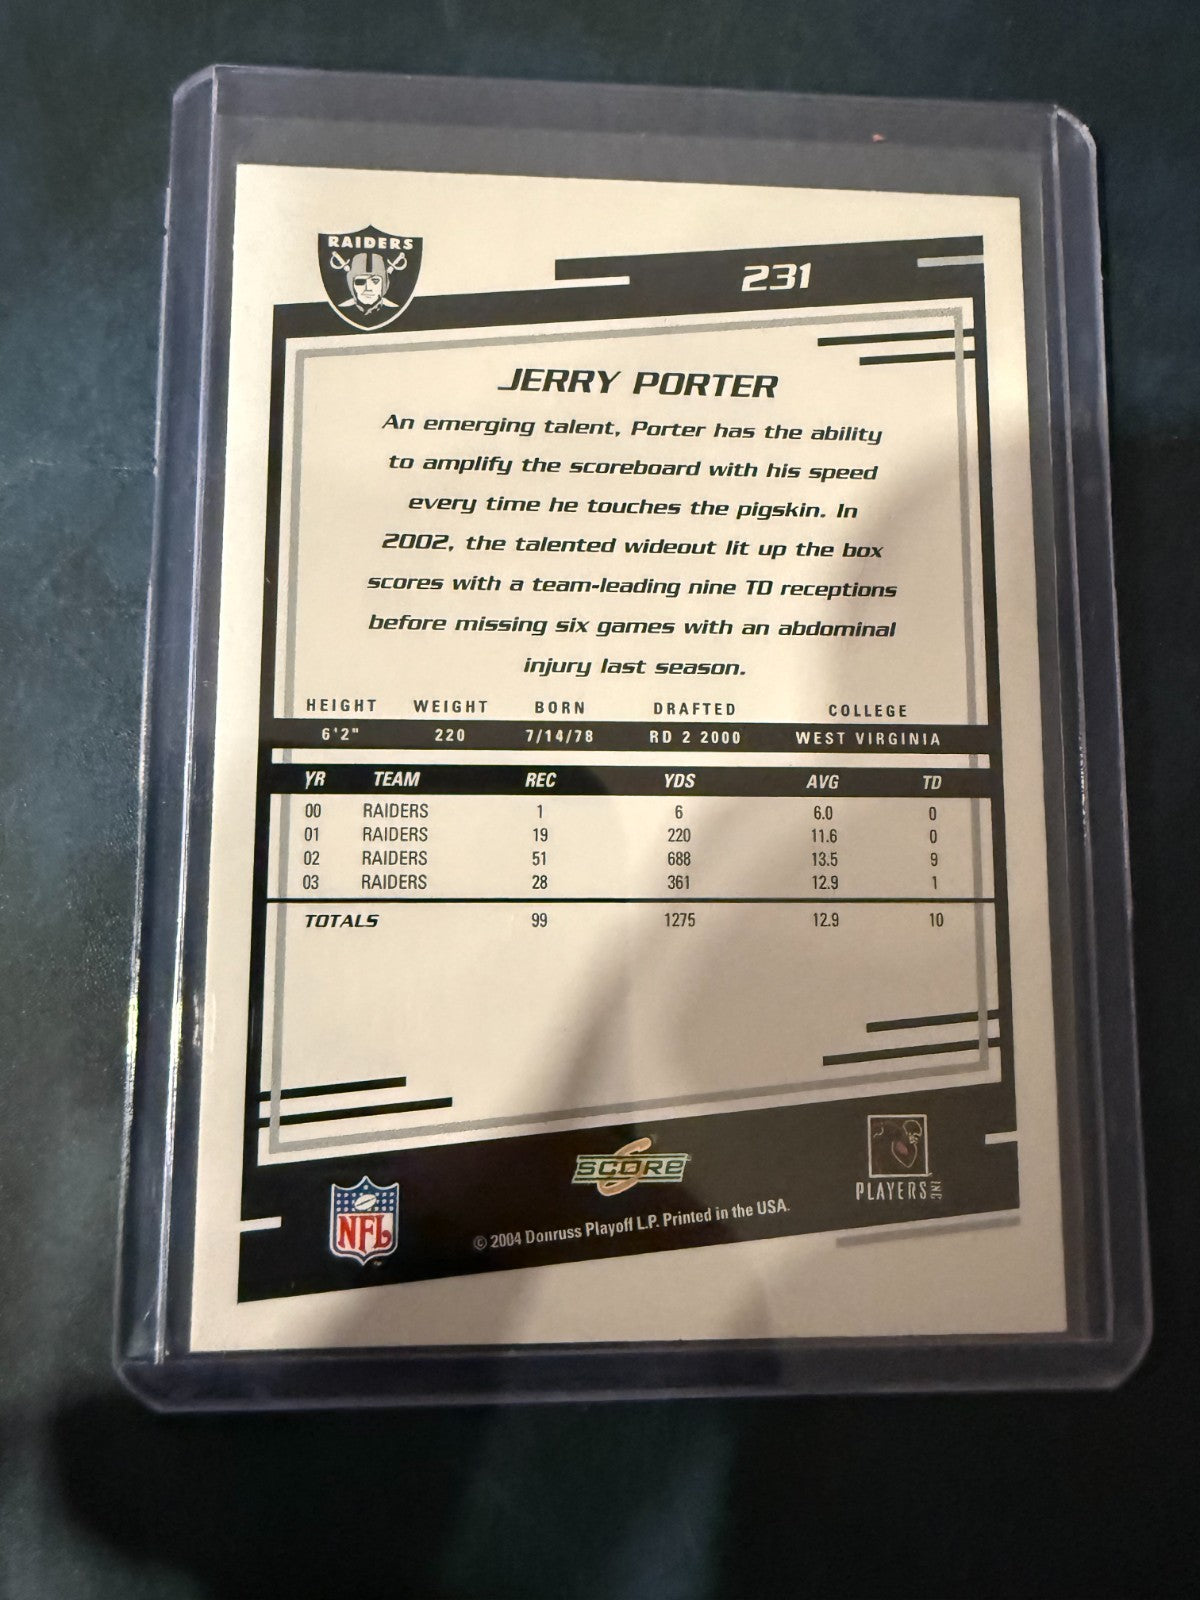 RAIDERS
231
JERRY PORTER
An emerging talent, Porter has the ability
to amplify the scoreboard with his speed
every time he touches the pigskin. In
2002, the talented wideout lit up the box
scores with a team-leading nine TD receptions
before missing six games with an abdominal
injury last season.
HEIGHT WEIGHT BORN DRAFTED COLLEGE
6'2" 220 7/14/78 RD 2 2000 WEST VIRGINIA
YR TEAM REC YDS AVG TD
00 RAIDERS 1 6 6.0 0
01 RAIDERS 19 220 11.6 0
02 RAIDERS 51 688 13.5 9
03 RAIDERS 28 361 12.9 1
TOTALS 99 1275 12.9 10
NFL
SCORE
PLAYERS INC
© 2004 Donruss Playoff L.P. Printed in the USA.